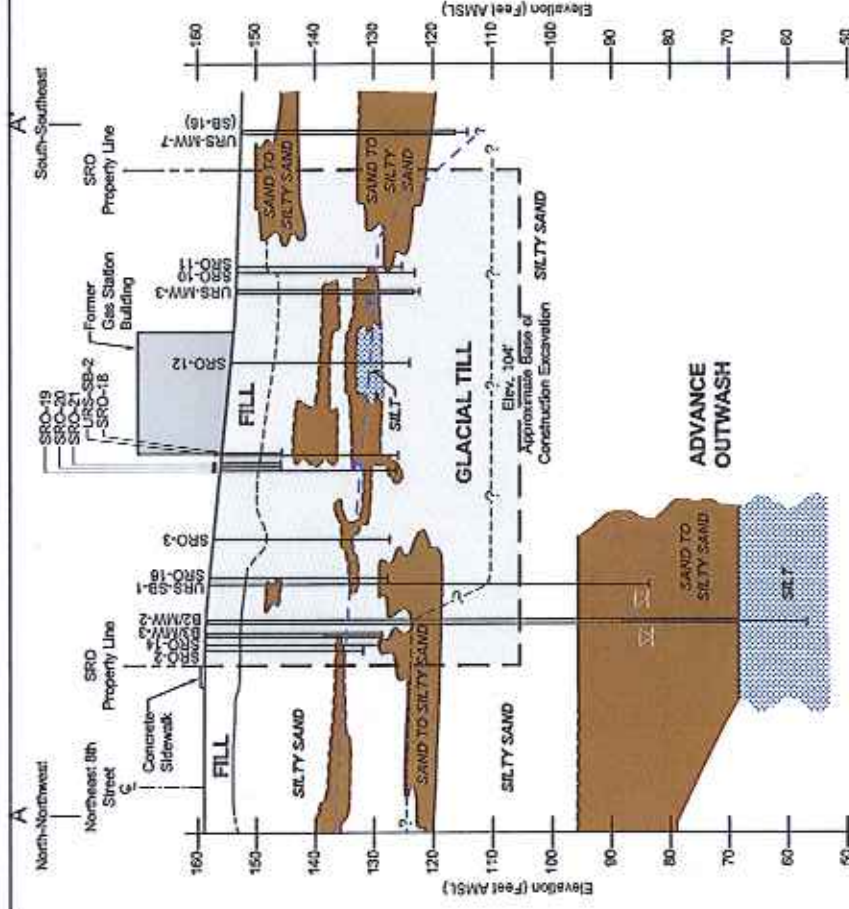 A
North-Northwest
A'
South-Southeast
Northeast 8th
Street
SRO
Property Line
Concrete
Sidewalk
SRO-19
SRO-20
SRO-21
URS-SB-2
SRO-18
Former
Gas Station
Building
SRO
Property Line
SRO-2
SRO-14
B3/MW-3
B2/MW-2
URS-SB-1
SRO-16
SRO-3
SRO-12
URS-MW-3
SRO-10
SRO-11
URS-MW-7
(SB-16)
Elevation (Feet AMSL)
160
150
140
130
120
110
100
90
80
70
60
50
Elevation (Feet AMSL)
160
150
140
130
120
110
100
90
80
70
60
50
FILL
FILL
SAND TO
SILTY SAND
SILTY SAND
SILT
SAND TO
SILTY
SAND
SAND TO SILTY SAND
GLACIAL TILL
SILTY SAND
Elev. 104'
Approximate Base of
Construction Excavation
SILTY SAND
ADVANCE
OUTWASH
SAND TO
SILTY SAND
SILT
?
?
?
?
?
?
?
?